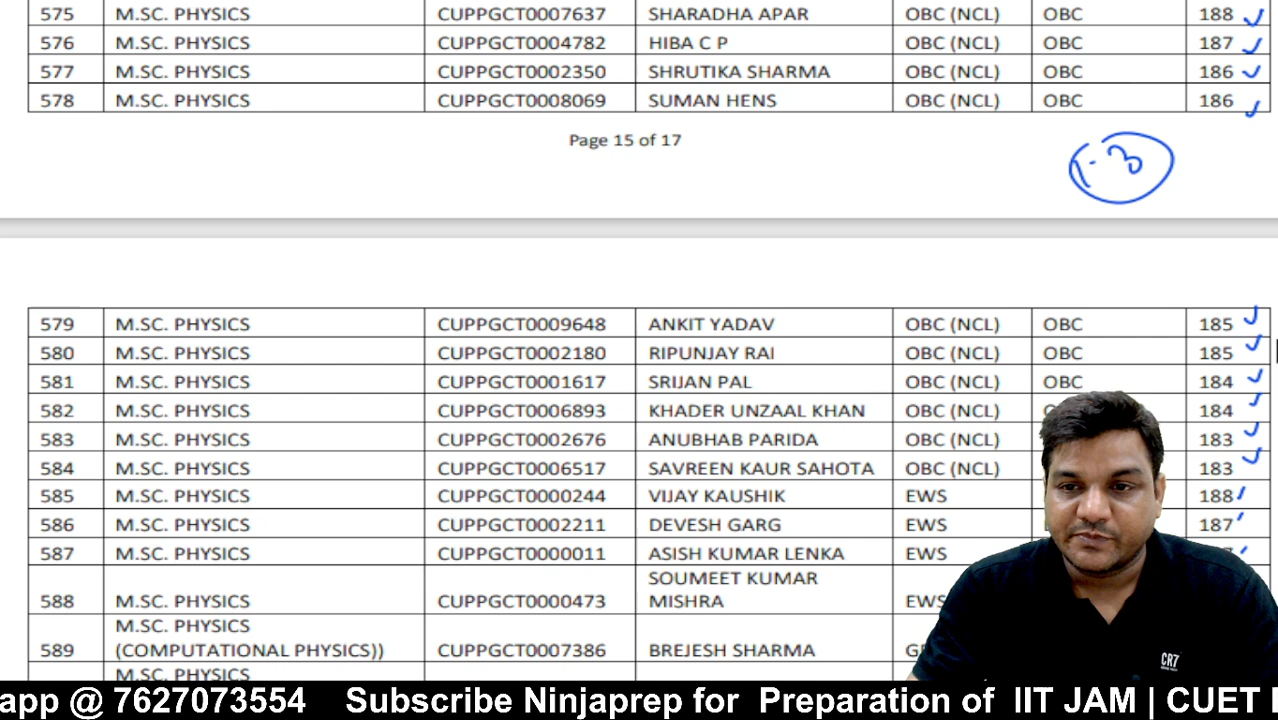 575 M.SC. PHYSICS CUPPGCT0007637 SHARADHA APAR OBC (NCL) OBC 188
576 M.SC. PHYSICS CUPPGCT0004782 HIBA C P OBC (NCL) OBC 187
577 M.SC. PHYSICS CUPPGCT0002350 SHRUTIKA SHARMA OBC (NCL) OBC 186
578 M.SC. PHYSICS CUPPGCT0008069 SUMAN HENS OBC (NCL) OBC 186
Page 15 of 17
579 M.SC. PHYSICS CUPPGCT0009648 ANKIT YADAV OBC (NCL) OBC 185
580 M.SC. PHYSICS CUPPGCT0002180 RIPUNJAY RAI OBC (NCL) OBC 185
581 M.SC. PHYSICS CUPPGCT0001617 SRIJAN PAL OBC (NCL) OBC 184
582 M.SC. PHYSICS CUPPGCT0006893 KHADER UNZAAL KHAN OBC (NCL) 184
583 M.SC. PHYSICS CUPPGCT0002676 ANUBHAB PARIDA OBC (NCL) 183
584 M.SC. PHYSICS CUPPGCT0006517 SAVREEN KAUR SAHOTA OBC (NCL) 183
585 M.SC. PHYSICS CUPPGCT0000244 VIJAY KAUSHIK EWS 188
586 M.SC. PHYSICS CUPPGCT0002211 DEVESH GARG EWS 187
587 M.SC. PHYSICS CUPPGCT0000011 ASISH KUMAR LENKA EWS
SOUMEET KUMAR
588 M.SC. PHYSICS CUPPGCT0000473 MISHRA EWS
M.SC. PHYSICS
589 (COMPUTATIONAL PHYSICS)) CUPPGCT0007386 BREJESH SHARMA
M.SC. PHYSICS
CR7
app @ 7627073554 Subscribe Ninjaprep for Preparation of IIT JAM | CUET